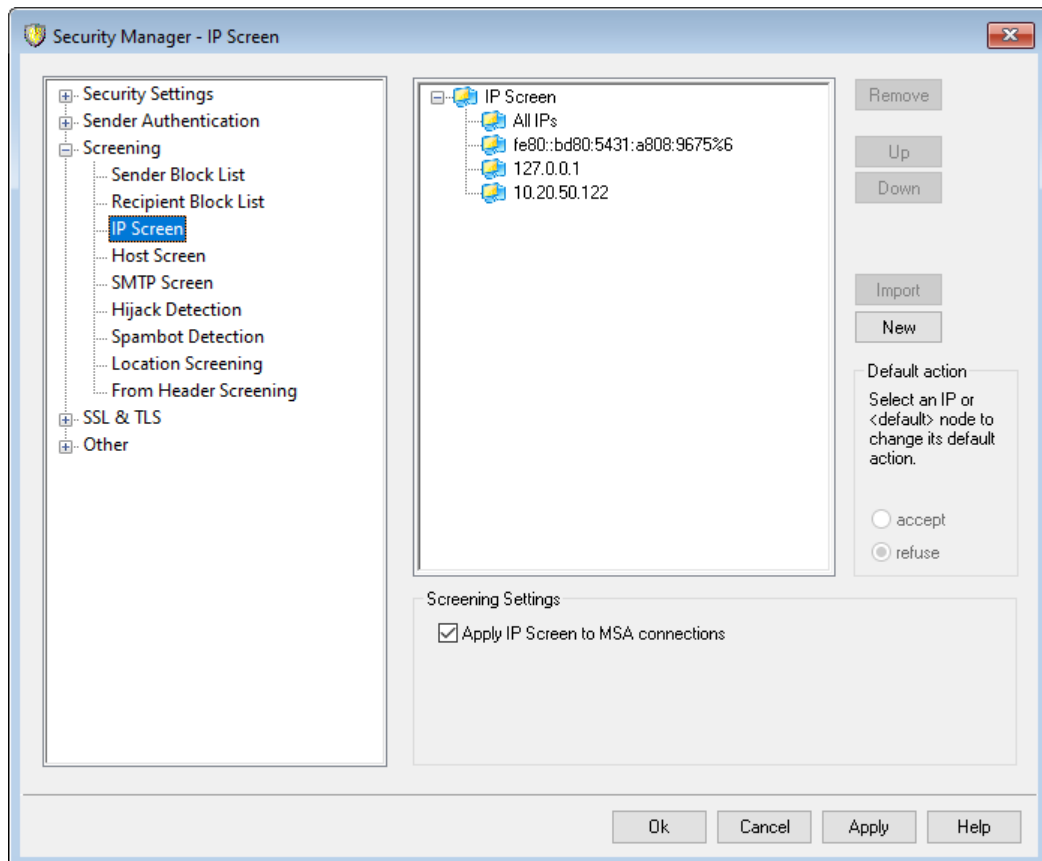 Security Manager - IP Screen
Security Settings
Sender Authentication
Screening
Sender Block List
Recipient Block List
IP Screen
Host Screen
SMTP Screen
Hijack Detection
Spambot Detection
Location Screening
From Header Screening
SSL & TLS
Other
IP Screen
All IPs
fe80::bd80:5431:a808:9675%6
127.0.0.1
10.20.50.122
Remove
Up
Down
Import
New
Default action
Select an IP or
<default> node to
change its default
action.
accept
refuse
Screening Settings
Apply IP Screen to MSA connections
Ok
Cancel
Apply
Help